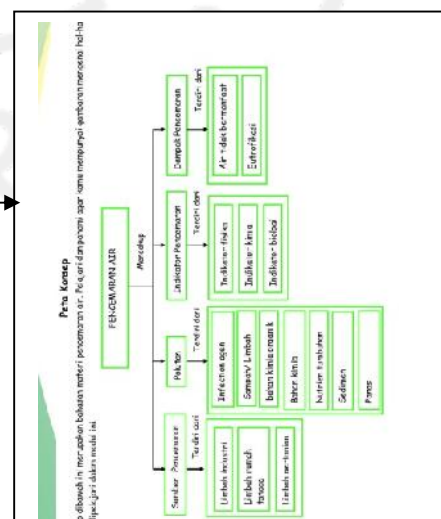 Peta Konsep
dibawah ini merupakan bahasan materi pencemaran air. Pelajari dan pahami agar kamu mempunyai gambaran mengenai hal-ha
dipelajari dalam modul ini
PENCEMARAN AIR
Mencakup
Sumber Pencemaran
Polutan
Indikator Pencemaran
Dampak Pencemaran
Terdiri dari
Terdiri dari
Terdiri dari
Terdiri dari
Limbah industri
Limbah rumah
tangga
Limbah pertanian
Infection agen
Sampah/ Limbah
bahan kimia organik
Bahan kimia
Nutrien tumbuhan
Sedimen
Panas
Indikator fisika
Indikator kimia
Indikator biologi
Air tidak bermanfaat
Eutrofikasi